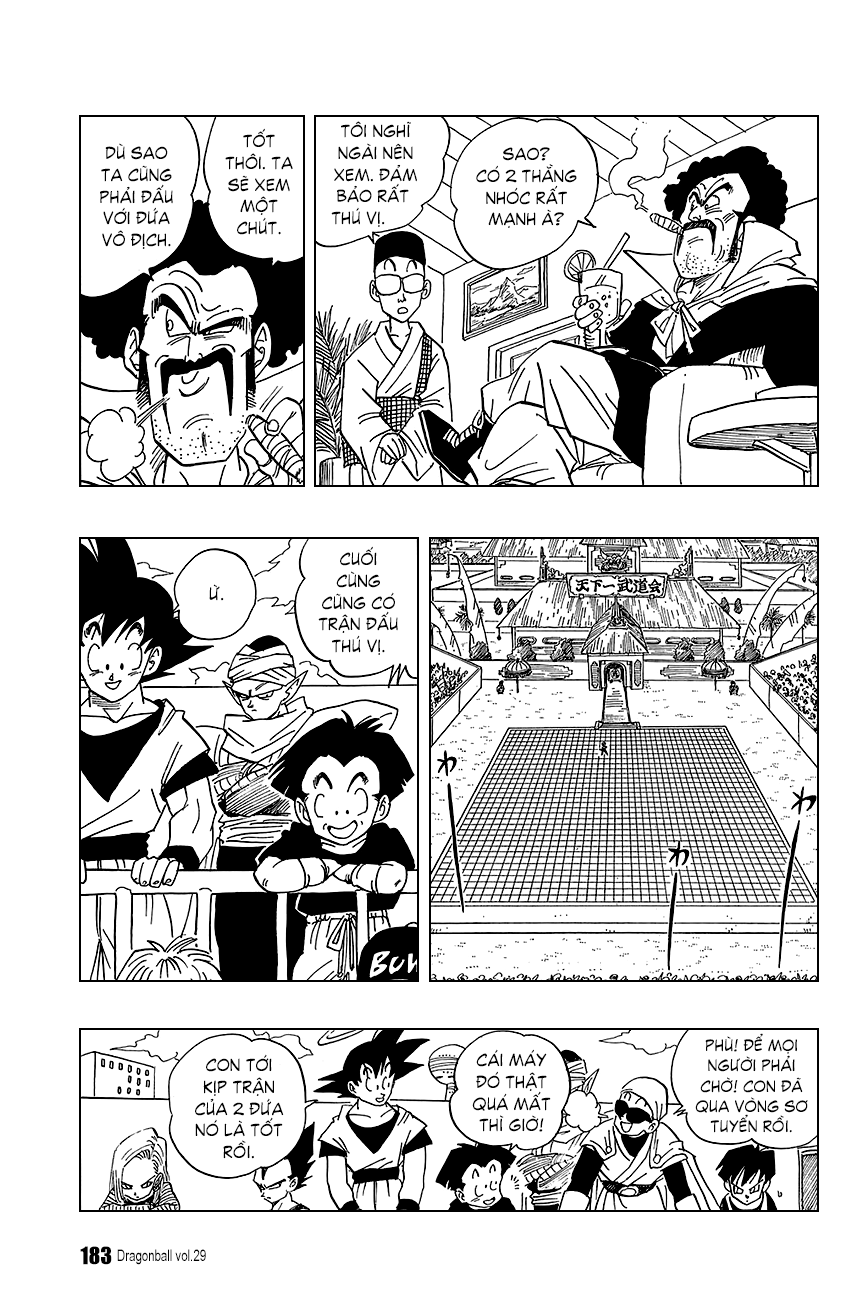 TÔI NGHĨ
NGÀI NÊN
XEM. ĐẢM
BẢO RẤT
THÚ VỊ.
SAO?
CÓ 2 THẰNG
NHÓC RẤT
MẠNH À?
DÙ SAO
TA CŨNG
PHẢI ĐẤU
VỚI ĐỨA
VÔ ĐỊCH.
TỐT
THÔI. TA
SẼ XEM
MỘT
CHÚT.
CUỐI
CÙNG
CŨNG CÓ
TRẬN ĐẤU
THÚ VỊ.
Ừ.
BOW
天下一武道会
わ
わ
わ
CON TỚI
KỊP TRẬN
CỦA 2 ĐỨA
NÓ LÀ TỐT
RỒI.
CÁI MÁY
ĐÓ THẬT
QUÁ MẤT
THÌ GIỜ!
PHÙ! ĐỂ MỌI
NGƯỜI PHẢI
CHỜ! CON ĐÃ
QUA VÒNG SƠ
TUYỂN RỒI.
183 Dragonball vol.29